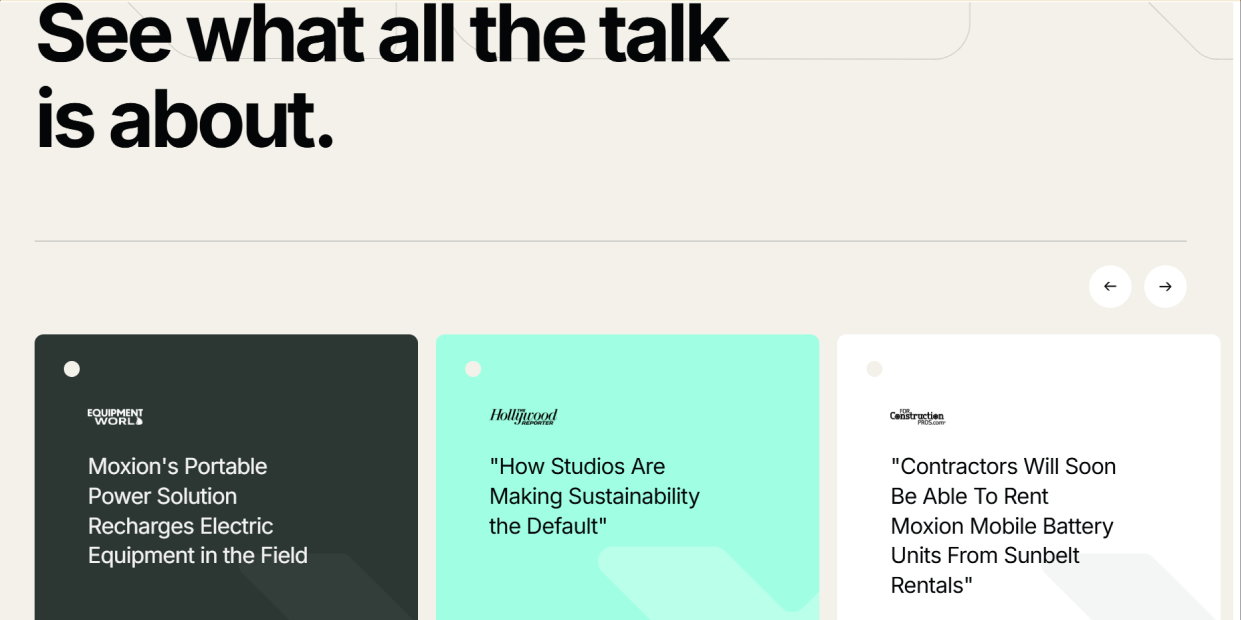 See what all the talk
is about.
EQUIPMENT
WORLD
Moxion's Portable
Power Solution
Recharges Electric
Equipment in the Field
THE
Hollywood
REPORTER
"How Studios Are
Making Sustainability
the Default"
FOR
Construction
PROS.com
"Contractors Will Soon
Be Able To Rent
Moxion Mobile Battery
Units From Sunbelt
Rentals"